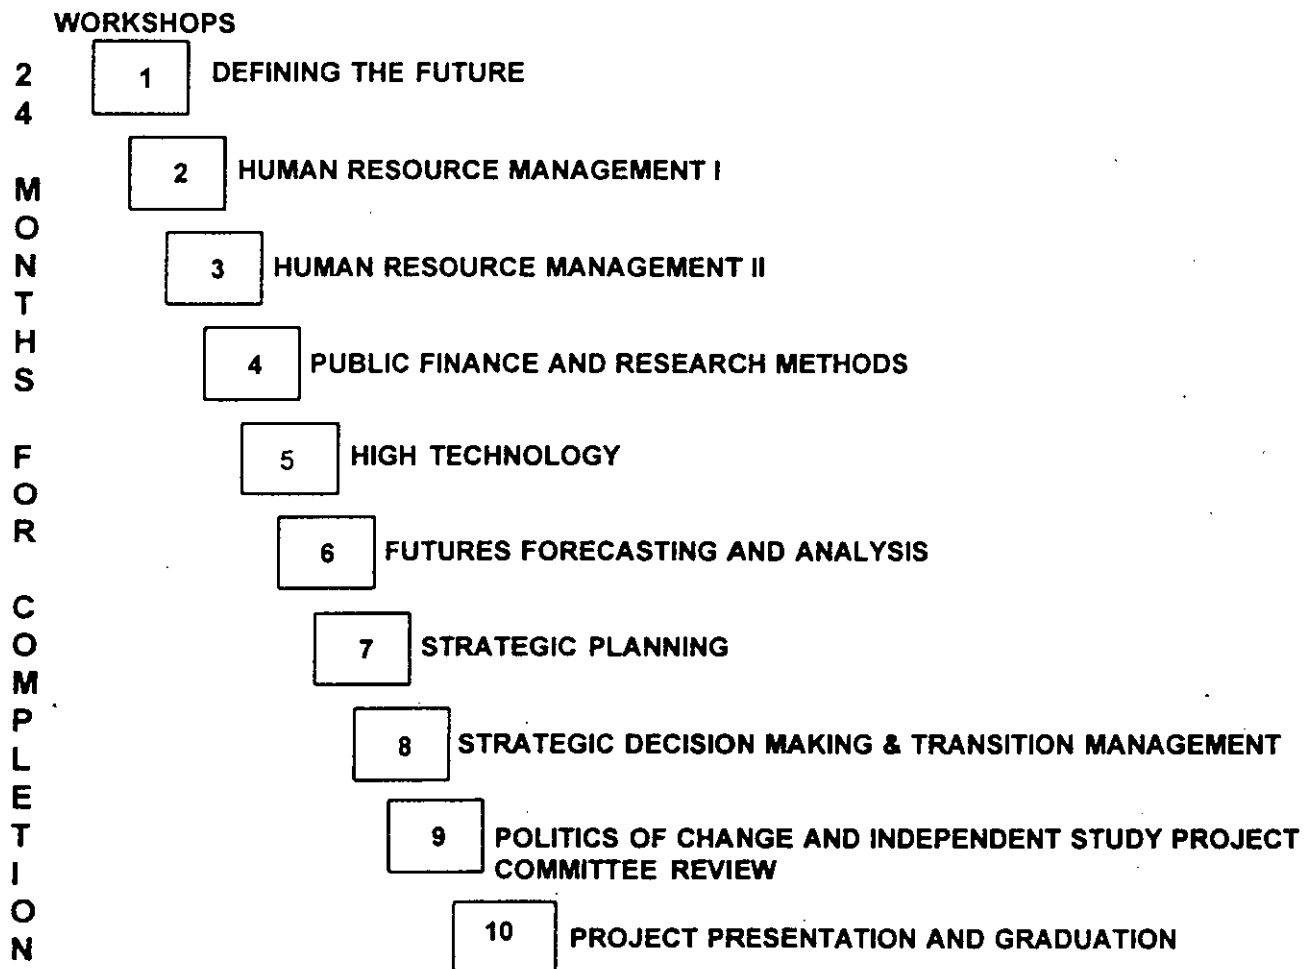 WORKSHOPS
1 DEFINING THE FUTURE
2 HUMAN RESOURCE MANAGEMENT I
3 HUMAN RESOURCE MANAGEMENT II
4 PUBLIC FINANCE AND RESEARCH METHODS
5 HIGH TECHNOLOGY
6 FUTURES FORECASTING AND ANALYSIS
7 STRATEGIC PLANNING
8 STRATEGIC DECISION MAKING & TRANSITION MANAGEMENT
9 POLITICS OF CHANGE AND INDEPENDENT STUDY PROJECT
COMMITTEE REVIEW
10 PROJECT PRESENTATION AND GRADUATION
24 MONTHS FOR COMPLETION